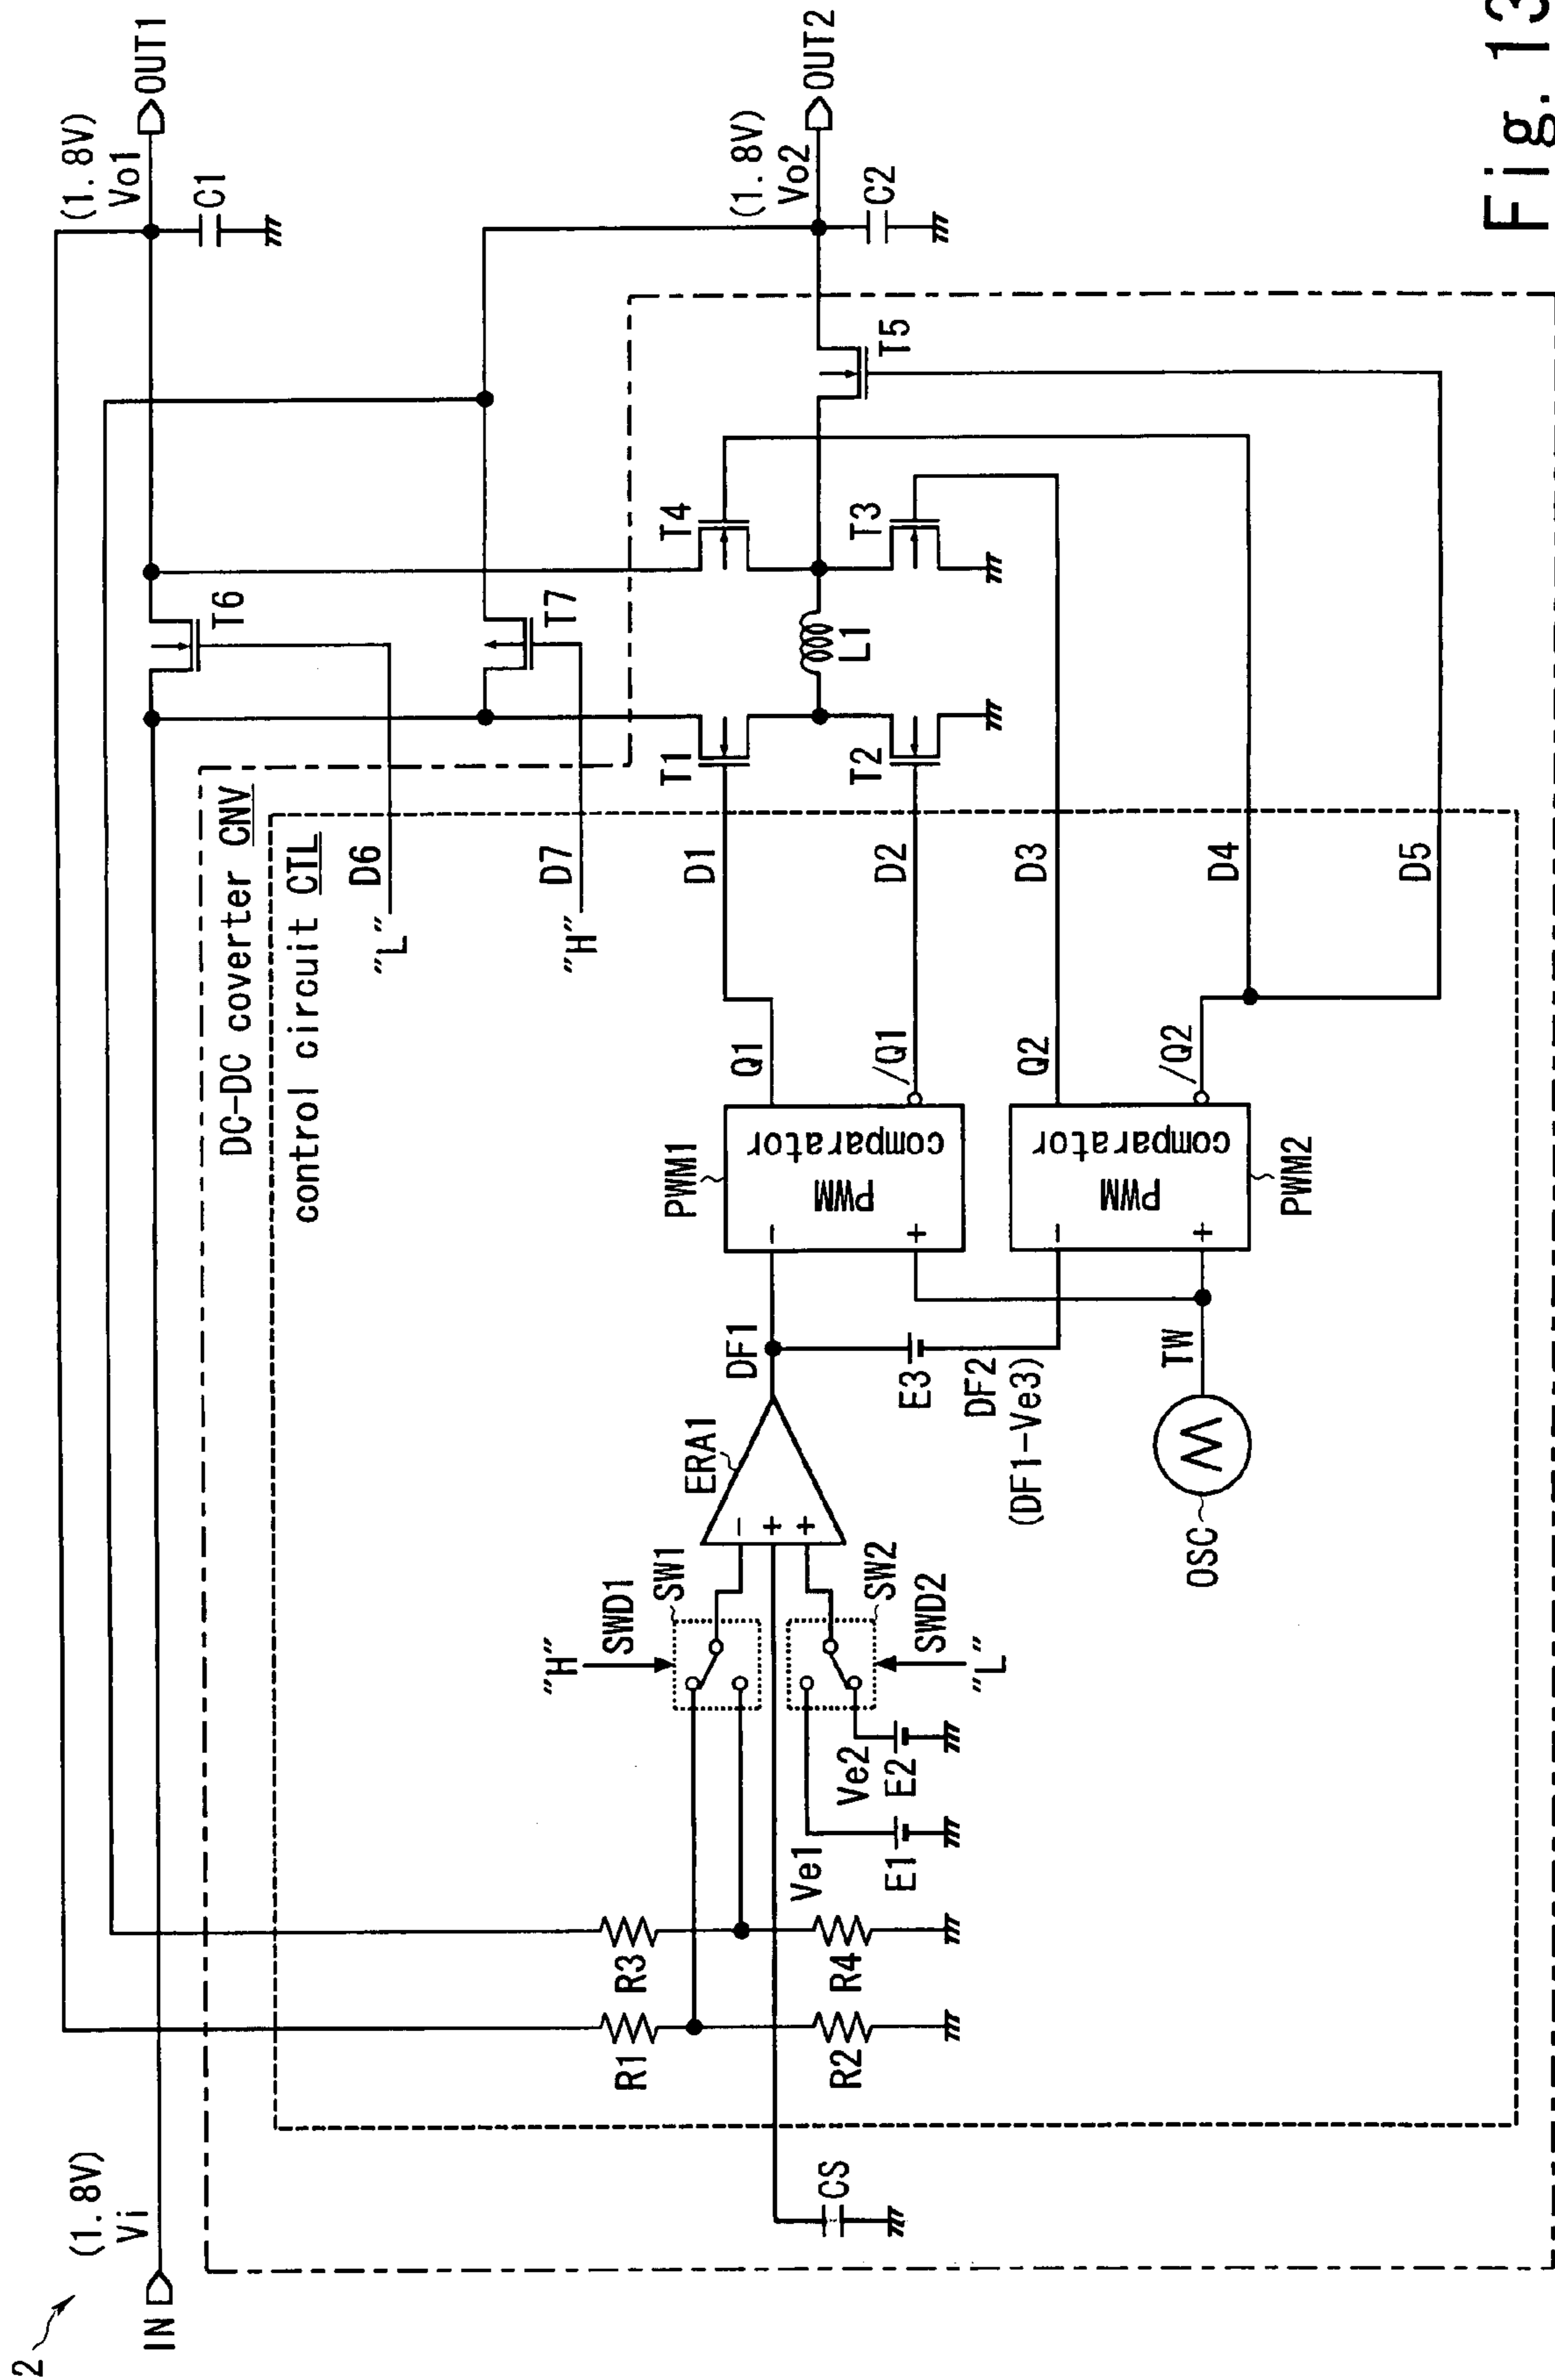 2
IN
(1.8V)
Vi
(1.8V)
Vo1
OUT1
C1
T6
T7
(1.8V)
Vo2
OUT2
C2
DC-DC coverter CNV
control circuit CTL
"L"
D6
"H"
D7
T1
T4
T2
T3
L1
T5
D1
D2
D3
D4
D5
CS
R1
R3
R2
R4
Ve1
E1
Ve2
E2
"H"
SWD1
SW1
SW2
SWD2
"L"
ERA1
-
+
+
DF1
E3
DF2
(DF1-Ve3)
OSC
TW
PWM1
PWM
comparator
-
+
Q1
/Q1
PWM2
PWM
comparator
-
+
Q2
/Q2
Fig. 13